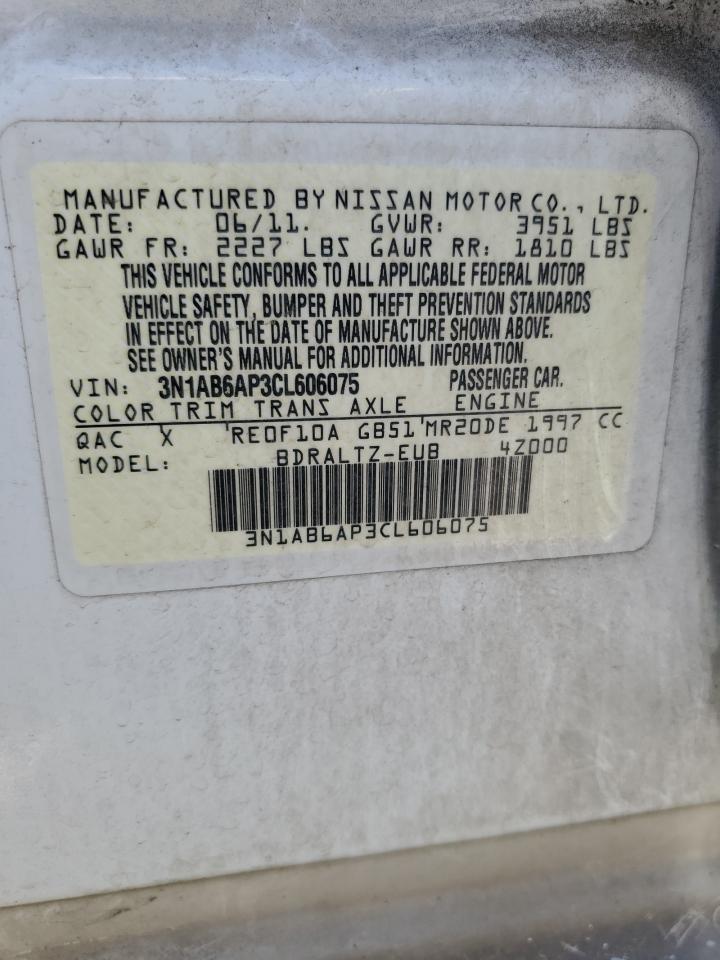 MANUFACTURED BY NISSAN MOTOR CO., LTD.
DATE: 06/11. GVWR: 3951 LBS
GAWR FR: 2227 LBS GAWR RR: 1810 LBS
THIS VEHICLE CONFORMS TO ALL APPLICABLE FEDERAL MOTOR
VEHICLE SAFETY, BUMPER AND THEFT PREVENTION STANDARDS
IN EFFECT ON THE DATE OF MANUFACTURE SHOWN ABOVE.
SEE OWNER'S MANUAL FOR ADDITIONAL INFORMATION.
VIN: 3N1AB6AP3CL606075 PASSENGER CAR.
COLOR TRIM TRANS AXLE ENGINE
QAC X 'RE0F10A GB51'MR20DE 1997 CC
MODEL: BDRALTZ-EUB 4Z000
3N1AB6AP3CL606075